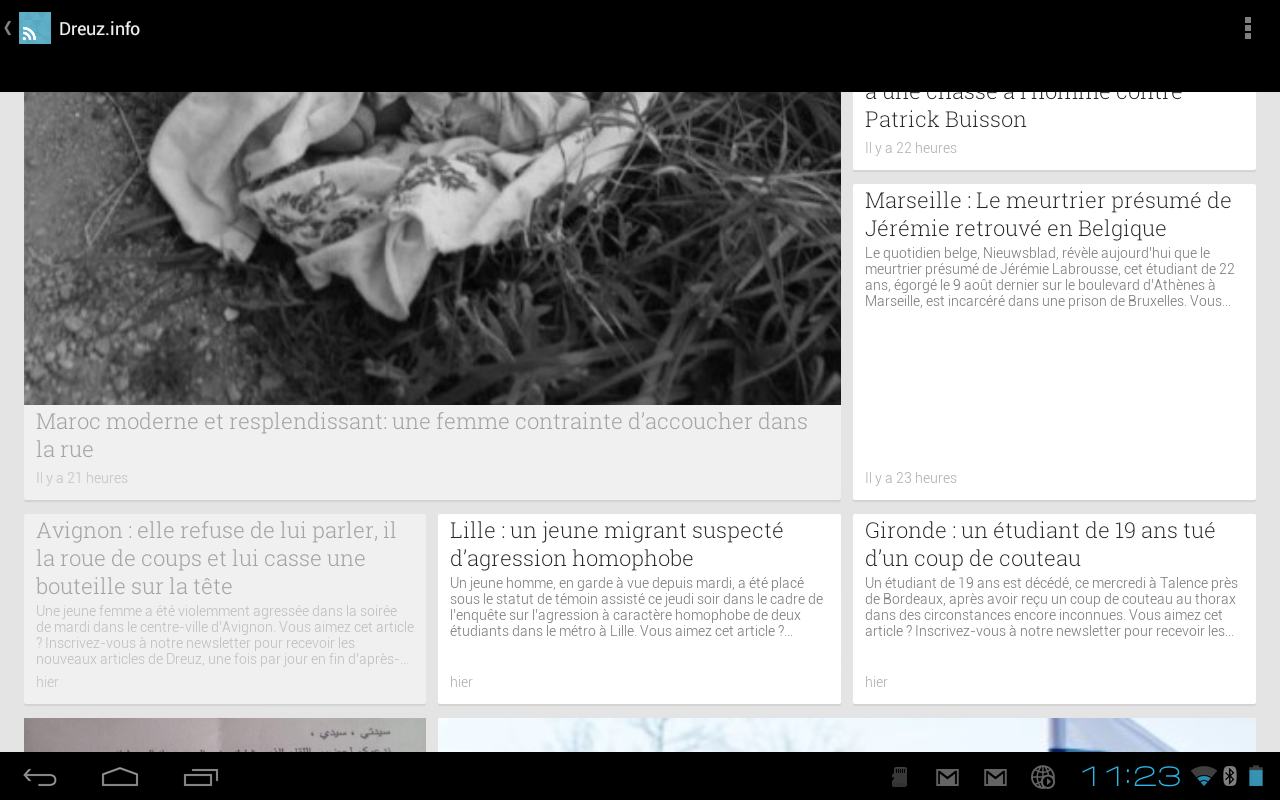 Dreuz.info
à une chasse à l'homme contre
Patrick Buisson
Il y a 22 heures
Marseille : Le meurtrier présumé de
Jérémie retrouvé en Belgique
Le quotidien belge, Nieuwsblad, révèle aujourd'hui que le
meurtrier présumé de Jérémie Labrousse, cet étudiant de 22
ans, égorgé le 9 août dernier sur le boulevard d'Athènes à
Marseille, est incarcéré dans une prison de Bruxelles. Vous...
Il y a 23 heures
Maroc moderne et resplendissant: une femme contrainte d’accoucher dans
la rue
Il y a 21 heures
Avignon : elle refuse de lui parler, il
la roue de coups et lui casse une
bouteille sur la tête
Une jeune femme a été violemment agressée dans la soirée
de mardi dans le centre-ville d'Avignon. Vous aimez cet article
? Inscrivez-vous à notre newsletter pour recevoir les
nouveaux articles de Dreuz, une fois par jour en fin d'après-...
hier
Lille : un jeune migrant suspecté
d’agression homophobe
Un jeune homme, en garde à vue depuis mardi, a été placé
sous le statut de témoin assisté ce jeudi soir dans le cadre de
l'enquête sur l'agression à caractère homophobe de deux
étudiants dans le métro à Lille. Vous aimez cet article ?...
hier
Gironde : un étudiant de 19 ans tué
d’un coup de couteau
Un étudiant de 19 ans est décédé, ce mercredi à Talence près
de Bordeaux, après avoir reçu un coup de couteau au thorax
dans des circonstances encore inconnues. Vous aimez cet
article ? Inscrivez-vous à notre newsletter pour recevoir les...
hier
سيدتي ، سيدي ،
11:23